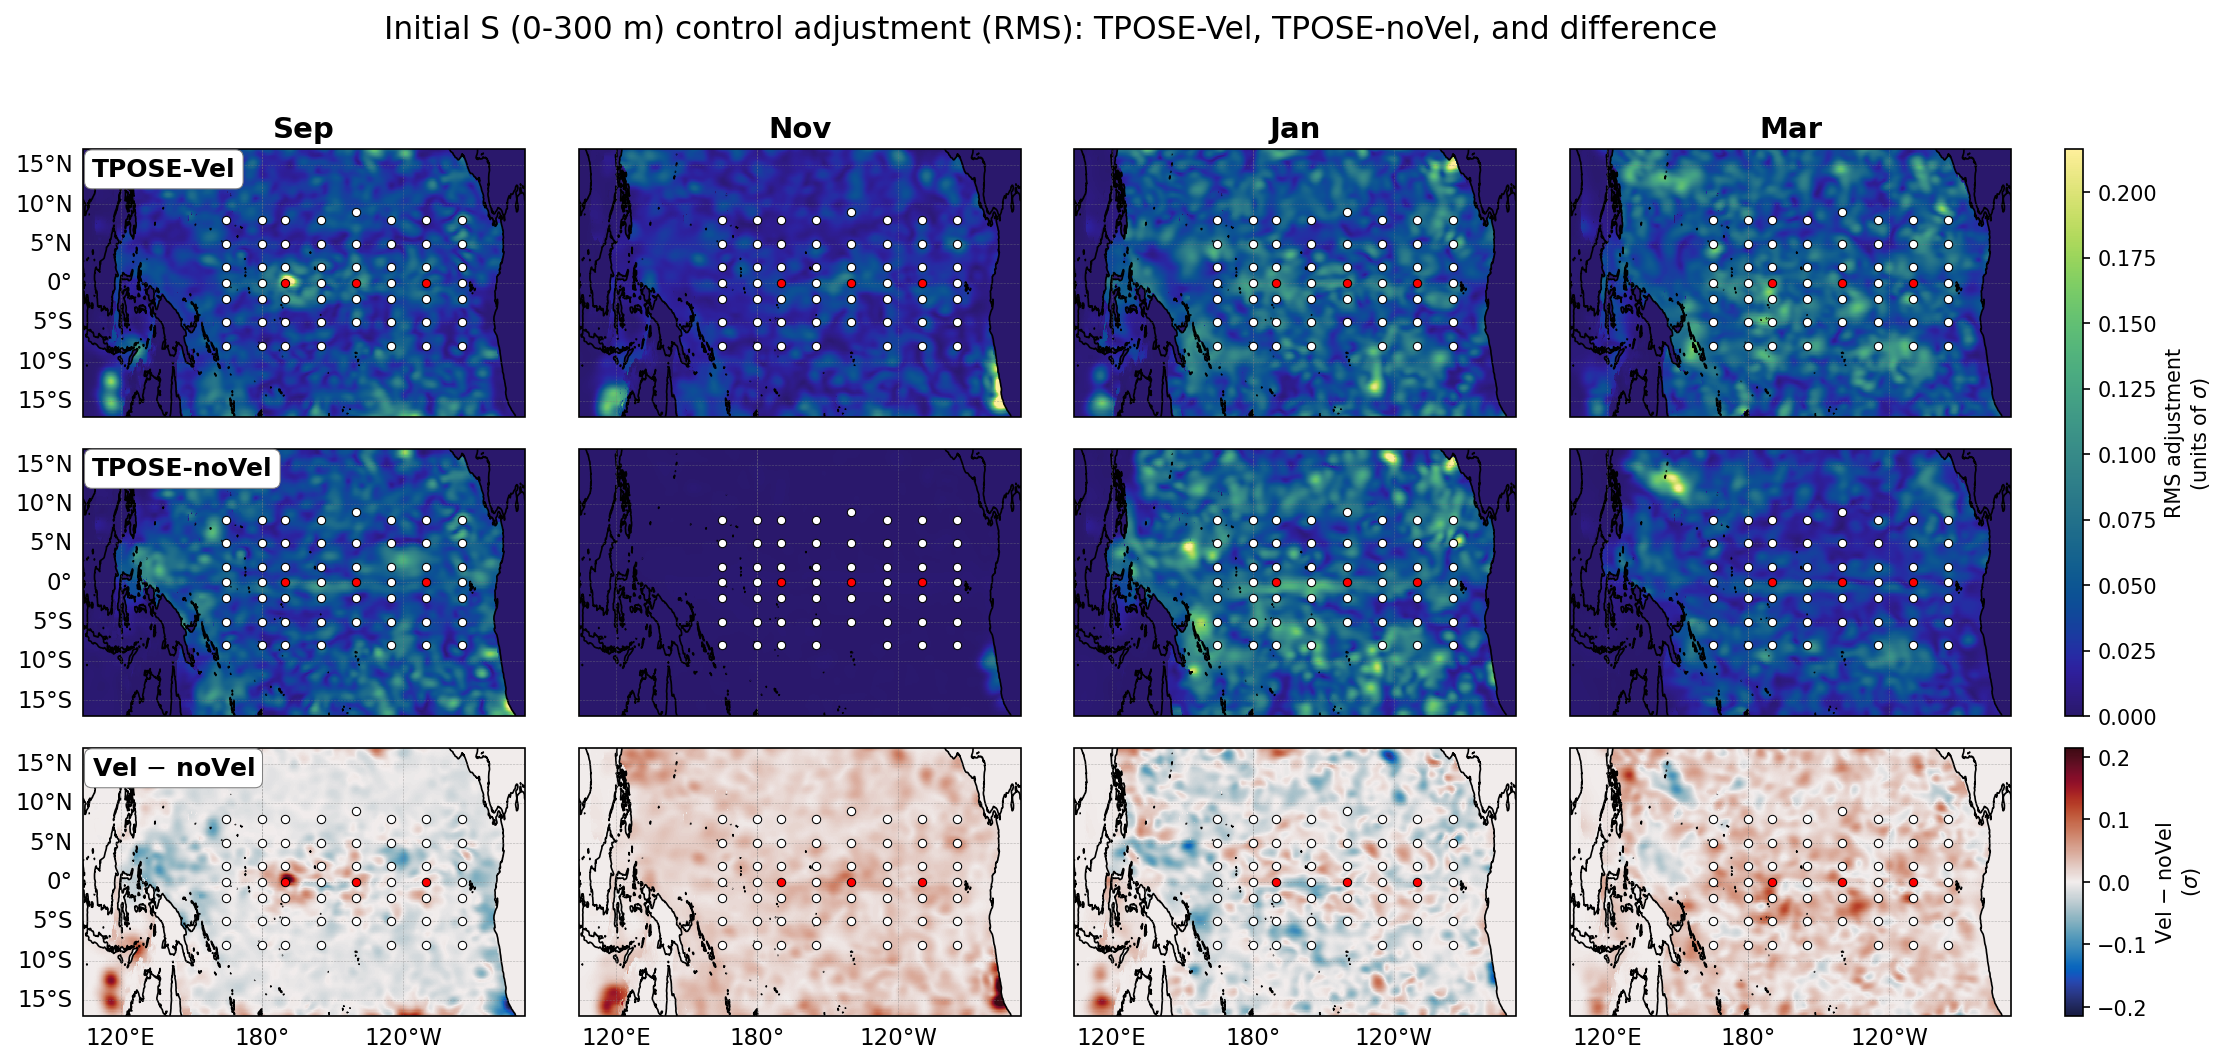 Initial S (0-300 m) control adjustment (RMS): TPOSE-Vel, TPOSE-noVel, and difference
Sep Nov Jan Mar
TPOSE-Vel
15°N
10°N
5°N
0°
5°S
10°S
15°S
TPOSE-noVel
15°N
10°N
5°N
0°
5°S
10°S
15°S
0.200
0.175
0.150
0.125
0.100
0.075
0.050
0.025
0.000
RMS adjustment
(units of σ)
Vel − noVel
15°N
10°N
5°N
0°
5°S
10°S
15°S
120°E 180° 120°W 120°E 180° 120°W 120°E 180° 120°W 120°E 180° 120°W
0.2
0.1
0.0
−0.1
−0.2
Vel − noVel
(σ)